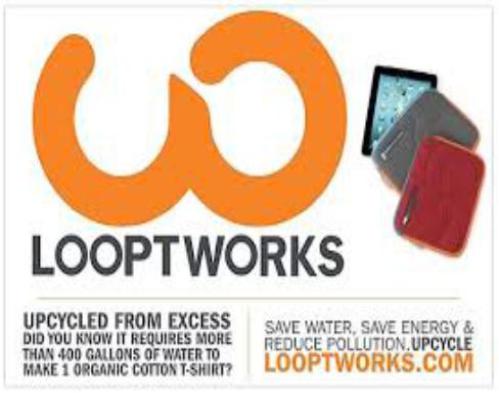 LOOPTWORKS
UPCYCLED FROM EXCESS
DID YOU KNOW IT REQUIRES MORE
THAN 400 GALLONS OF WATER TO
MAKE 1 ORGANIC COTTON T-SHIRT?
SAVE WATER, SAVE ENERGY &
REDUCE POLLUTION. UPCYCLE
LOOPTWORKS.COM